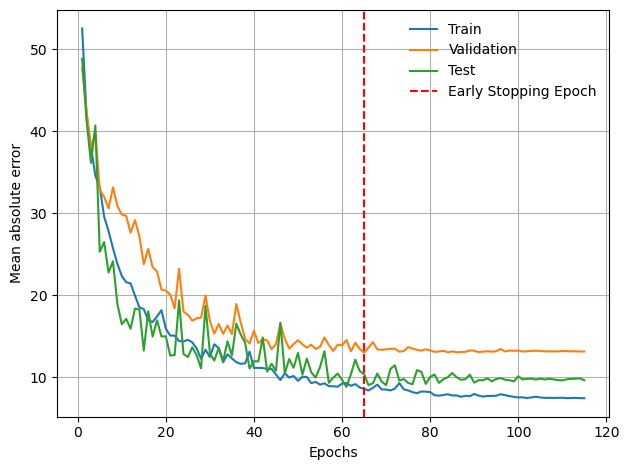 Train
Validation
Test
Early Stopping Epoch
Mean absolute error
50
40
30
20
10
0 20 40 60 80 100 120
Epochs